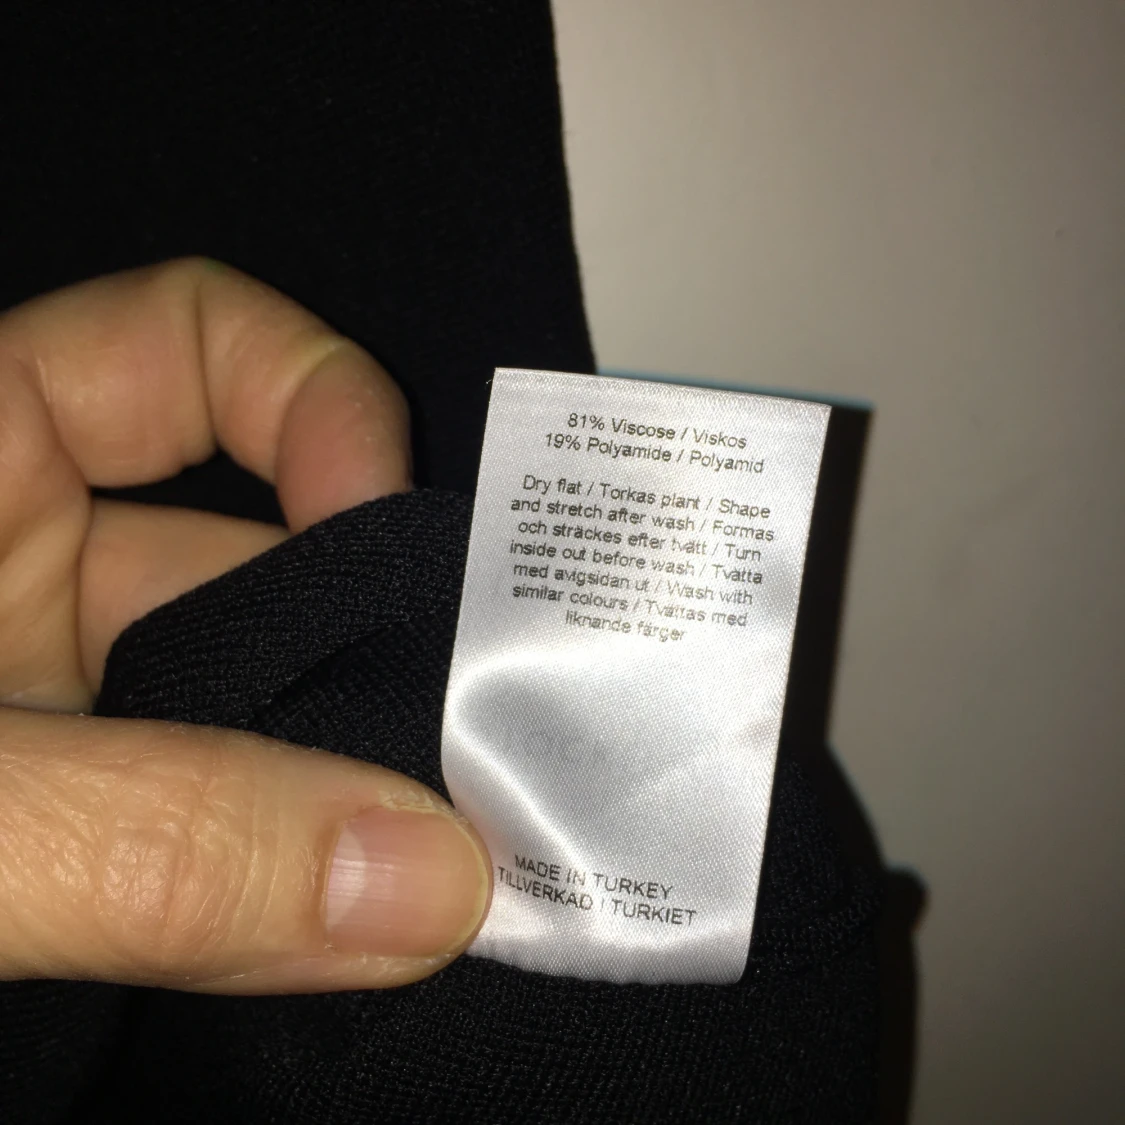 81% Viscose / Viskos
19% Polyamide / Polyamid
Dry flat / Torkas plant / Shape
and stretch after wash / Formas
och sträckes efter tvätt / Turn
inside out before wash / Tvätta
med avigsidan ut / Wash with
similar colours / Tvättas med
liknande färger
MADE IN TURKEY
TILLVERKAD I TURKIET